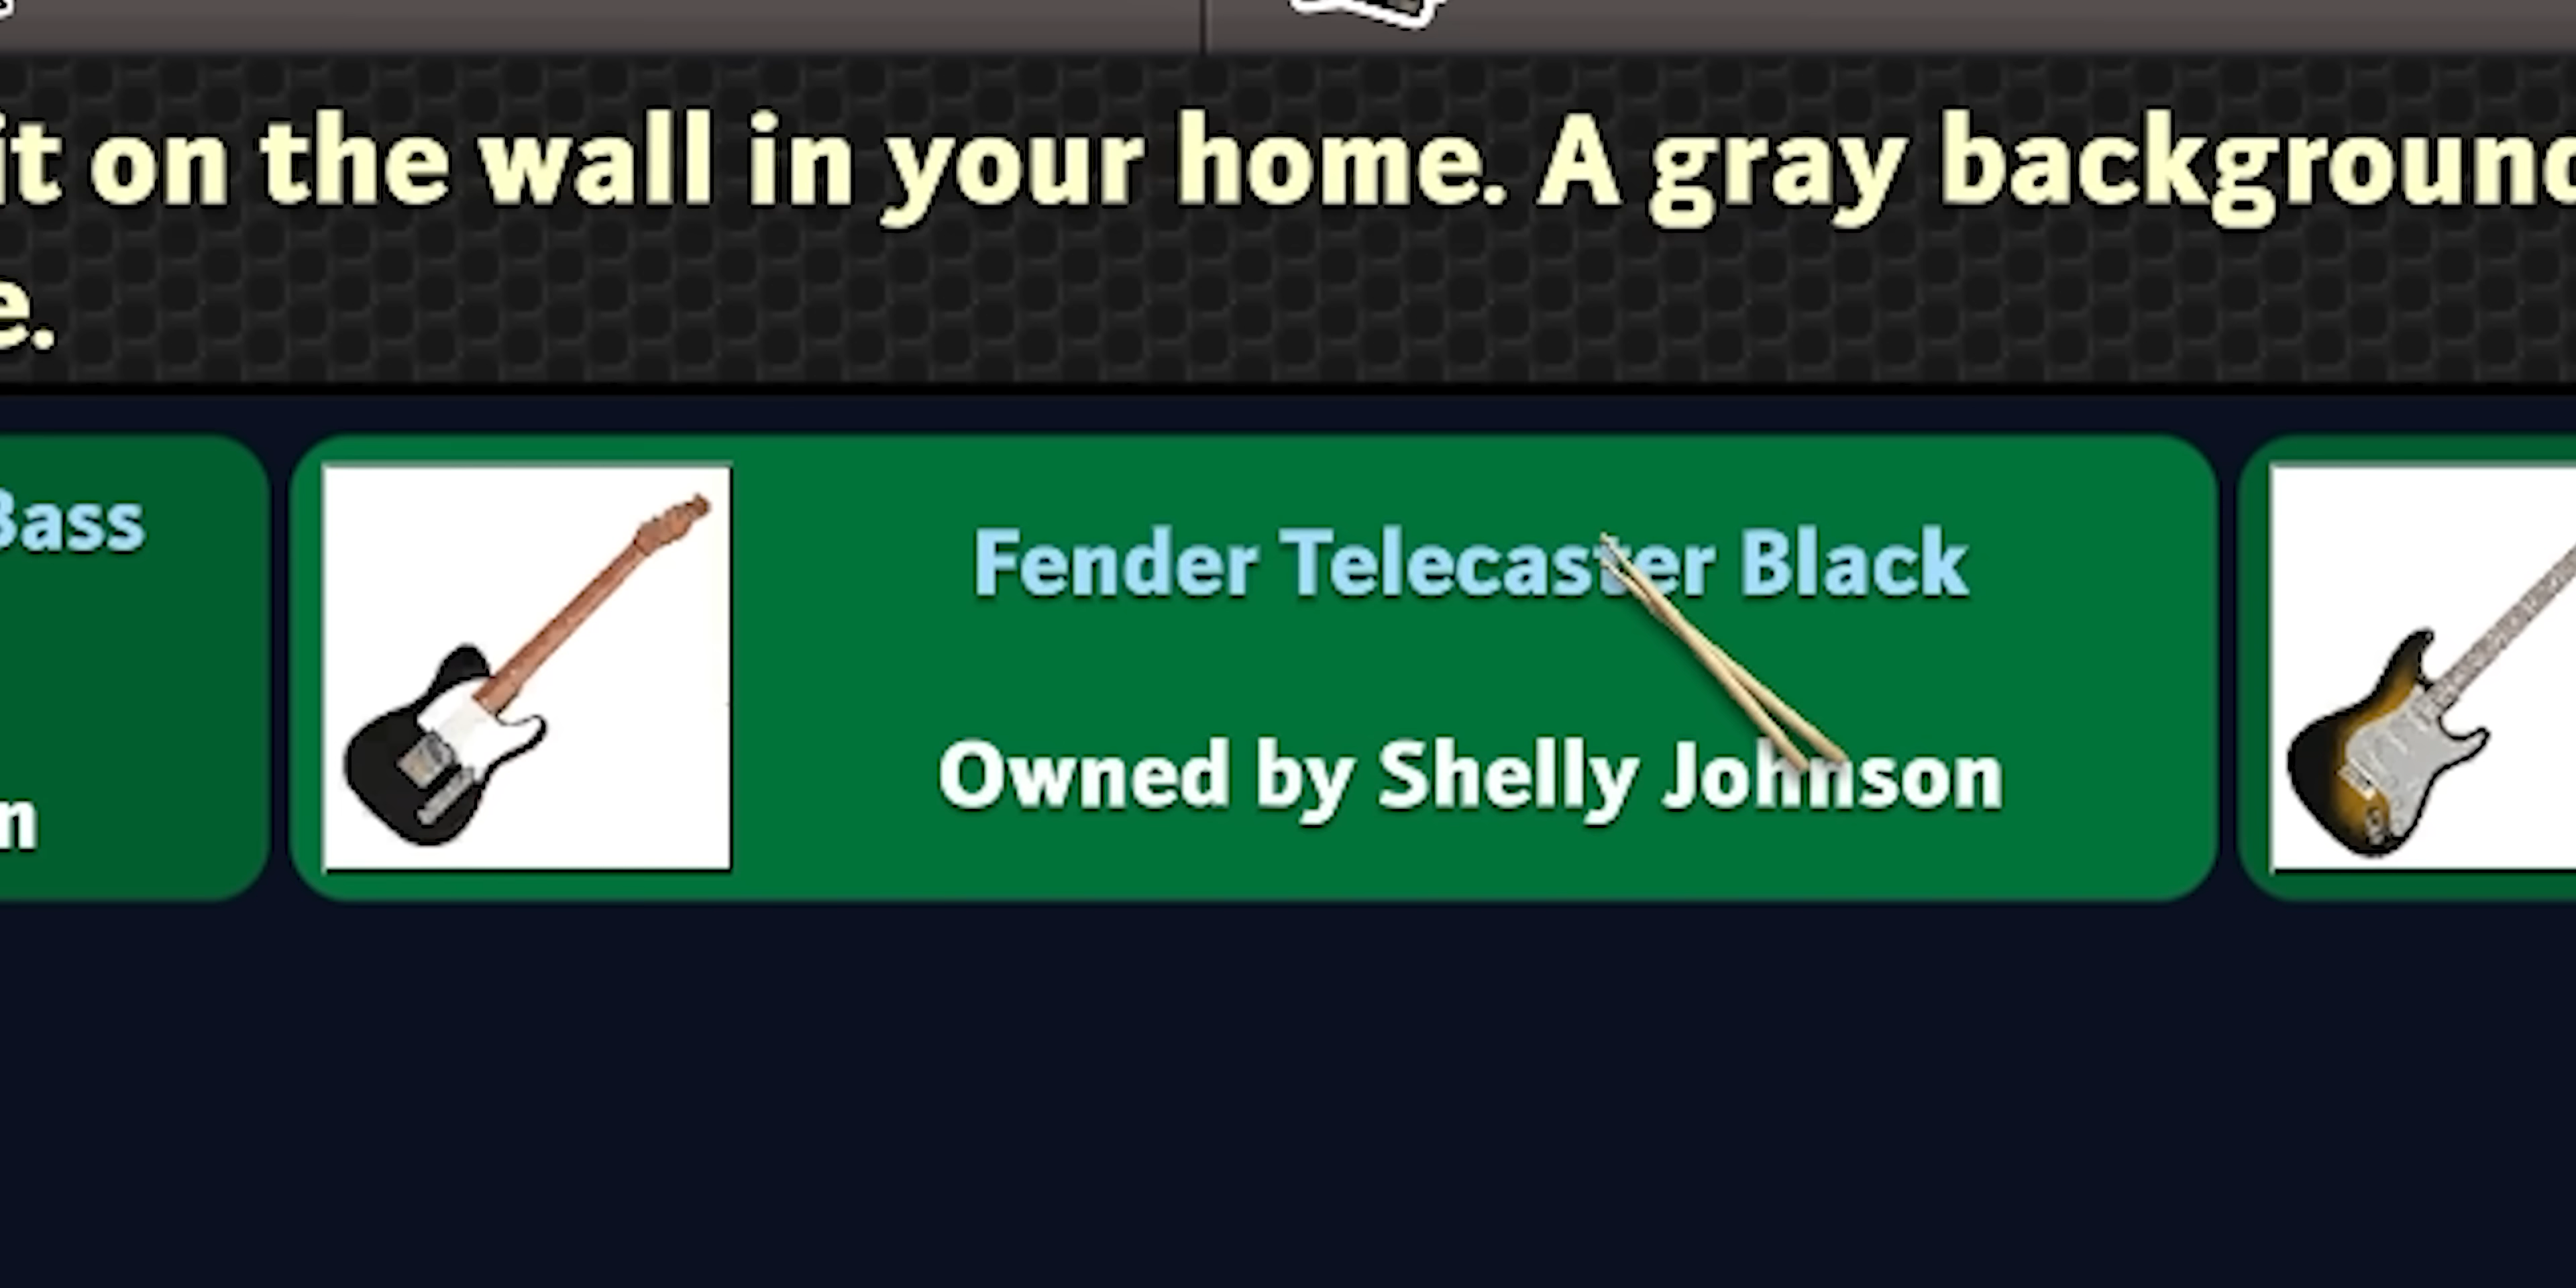 it on the wall in your home. A gray background
e.
Bass
Fender Telecaster Black
Owned by Shelly Johnson
n